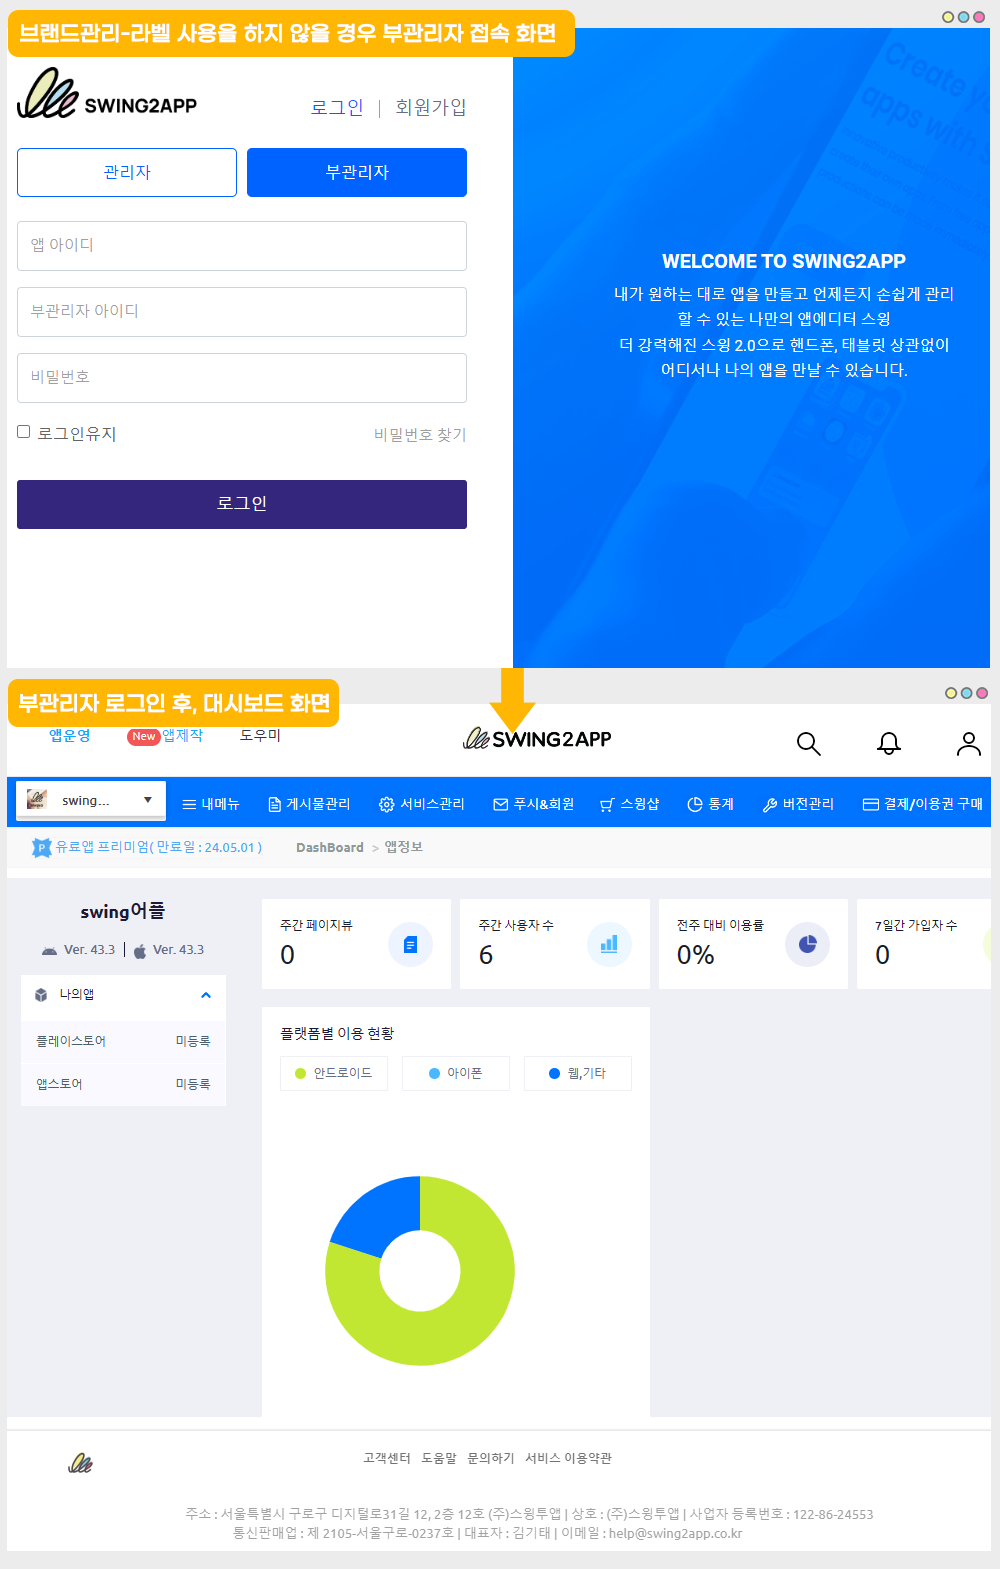 브랜드관리-라벨 사용을 하지 않을 경우 부관리자 접속 화면
SWING2APP
로그인 | 회원가입
관리자
부관리자
앱 아이디
부관리자 아이디
비밀번호
로그인유지
비밀번호 찾기
로그인
Create yo
apps with S
WELCOME TO SWING2APP
내가 원하는 대로 앱을 만들고 언제든지 손쉽게 관리
할 수 있는 나만의 앱에디터 스윙
더 강력해진 스윙 2.0으로 핸드폰, 태블릿 상관없이
어디서나 나의 앱을 만날 수 있습니다.
부관리자 로그인 후, 대시보드 화면
앱운영
New 앱제작
도우미
SWING2APP
swing...
내메뉴
게시물관리
서비스관리
푸시&회원
스윙샵
통계
버전관리
결제/이용권 구매
P 유료앱 프리미엄( 만료일 : 24.05.01 )
DashBoard > 앱정보
swing어플
Ver. 43.3 | Ver. 43.3
나의앱
플레이스토어 미등록
앱스토어 미등록
주간 페이지뷰
0
주간 사용자 수
6
전주 대비 이용률
0%
7일간 가입자 수
0
플랫폼별 이용 현황
안드로이드
아이폰
웹,기타
고객센터 도움말 문의하기 서비스 이용약관
주소 : 서울특별시 구로구 디지털로31길 12, 2층 12호 (주)스윙투앱 | 상호 : (주)스윙투앱 | 사업자 등록번호 : 122-86-24553
통신판매업 : 제 2105-서울구로-0237호 | 대표자 : 김기태 | 이메일 : help@swing2app.co.kr